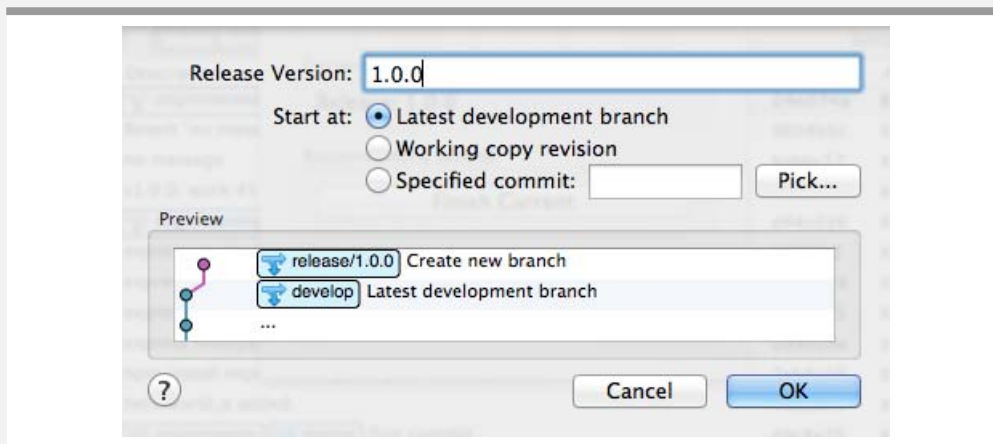 Release Version: 1.0.0
Start at: Latest development branch
Working copy revision
Specified commit: Pick...
Preview
release/1.0.0 Create new branch
develop Latest development branch
...
? Cancel OK